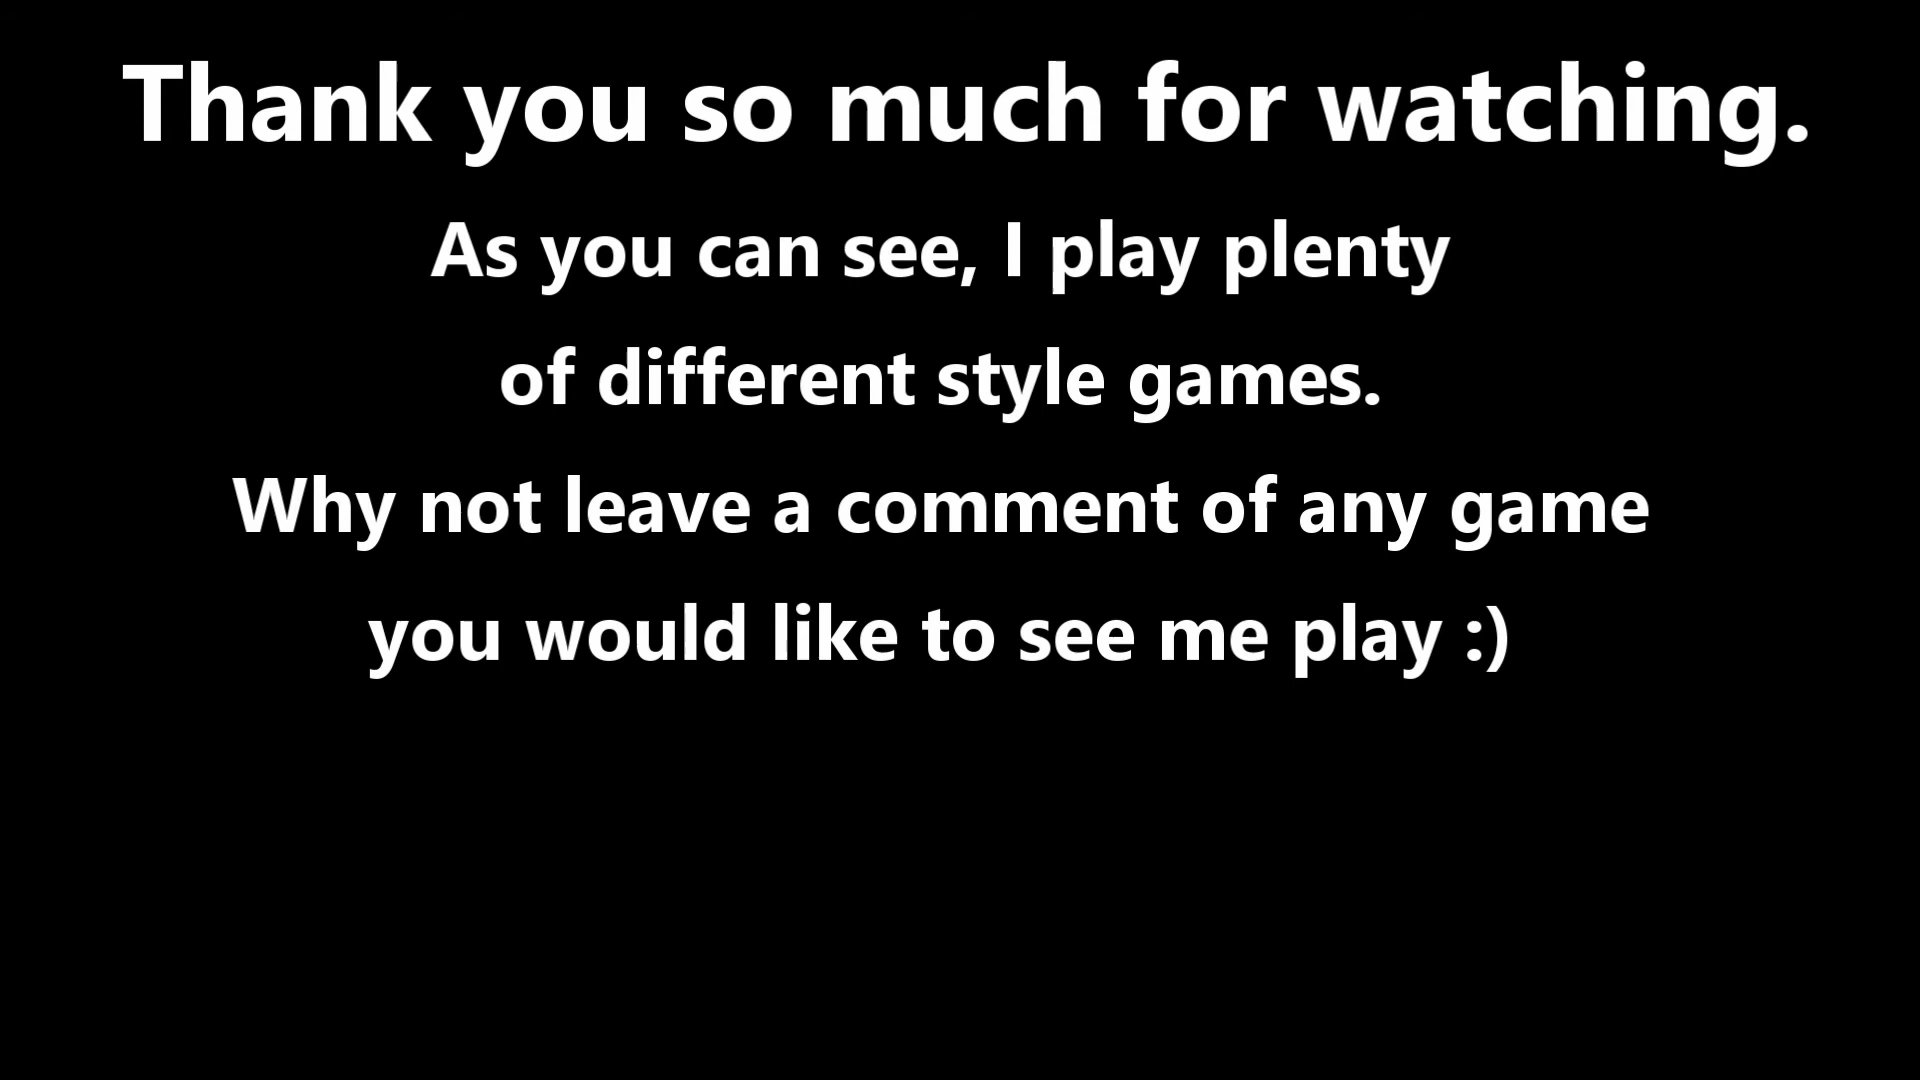 Thank you so much for watching.
As you can see, I play plenty
of different style games.
Why not leave a comment of any game
you would like to see me play :)